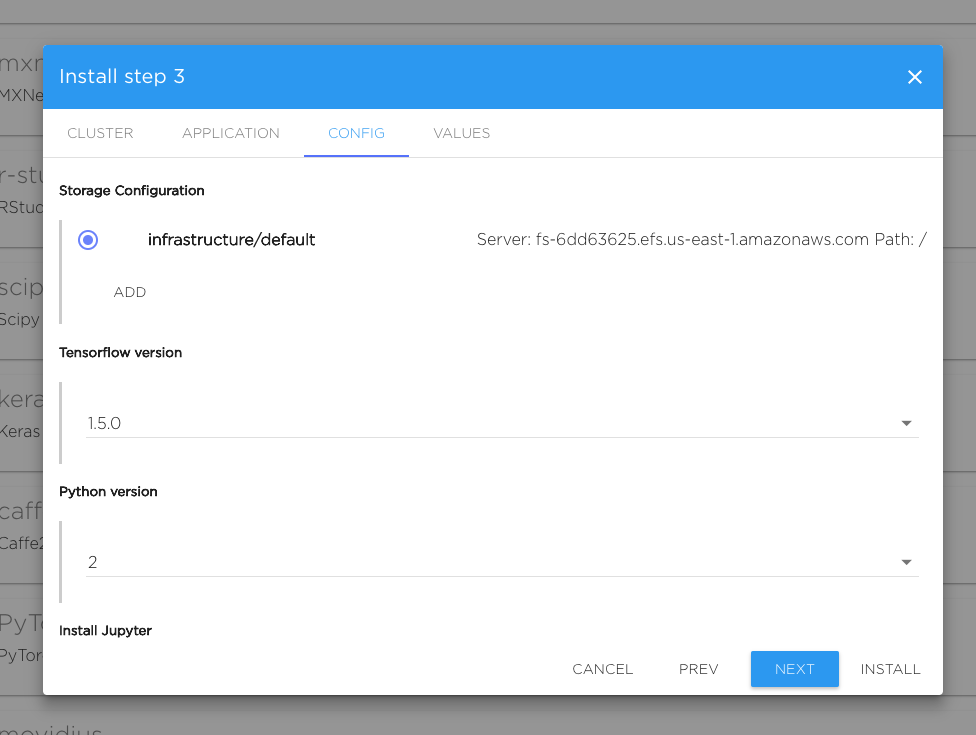 Install step 3
CLUSTER APPLICATION CONFIG VALUES
Storage Configuration
infrastructure/default Server: fs-6dd63625.efs.us-east-1.amazonaws.com Path: /
ADD
Tensorflow version
1.5.0
Python version
2
Install Jupyter
CANCEL PREV NEXT INSTALL
mxn
MXNe
r-stu
RStud
scip
Scipy
kera
Keras
caff
Caffe2
PyTo
PyTor